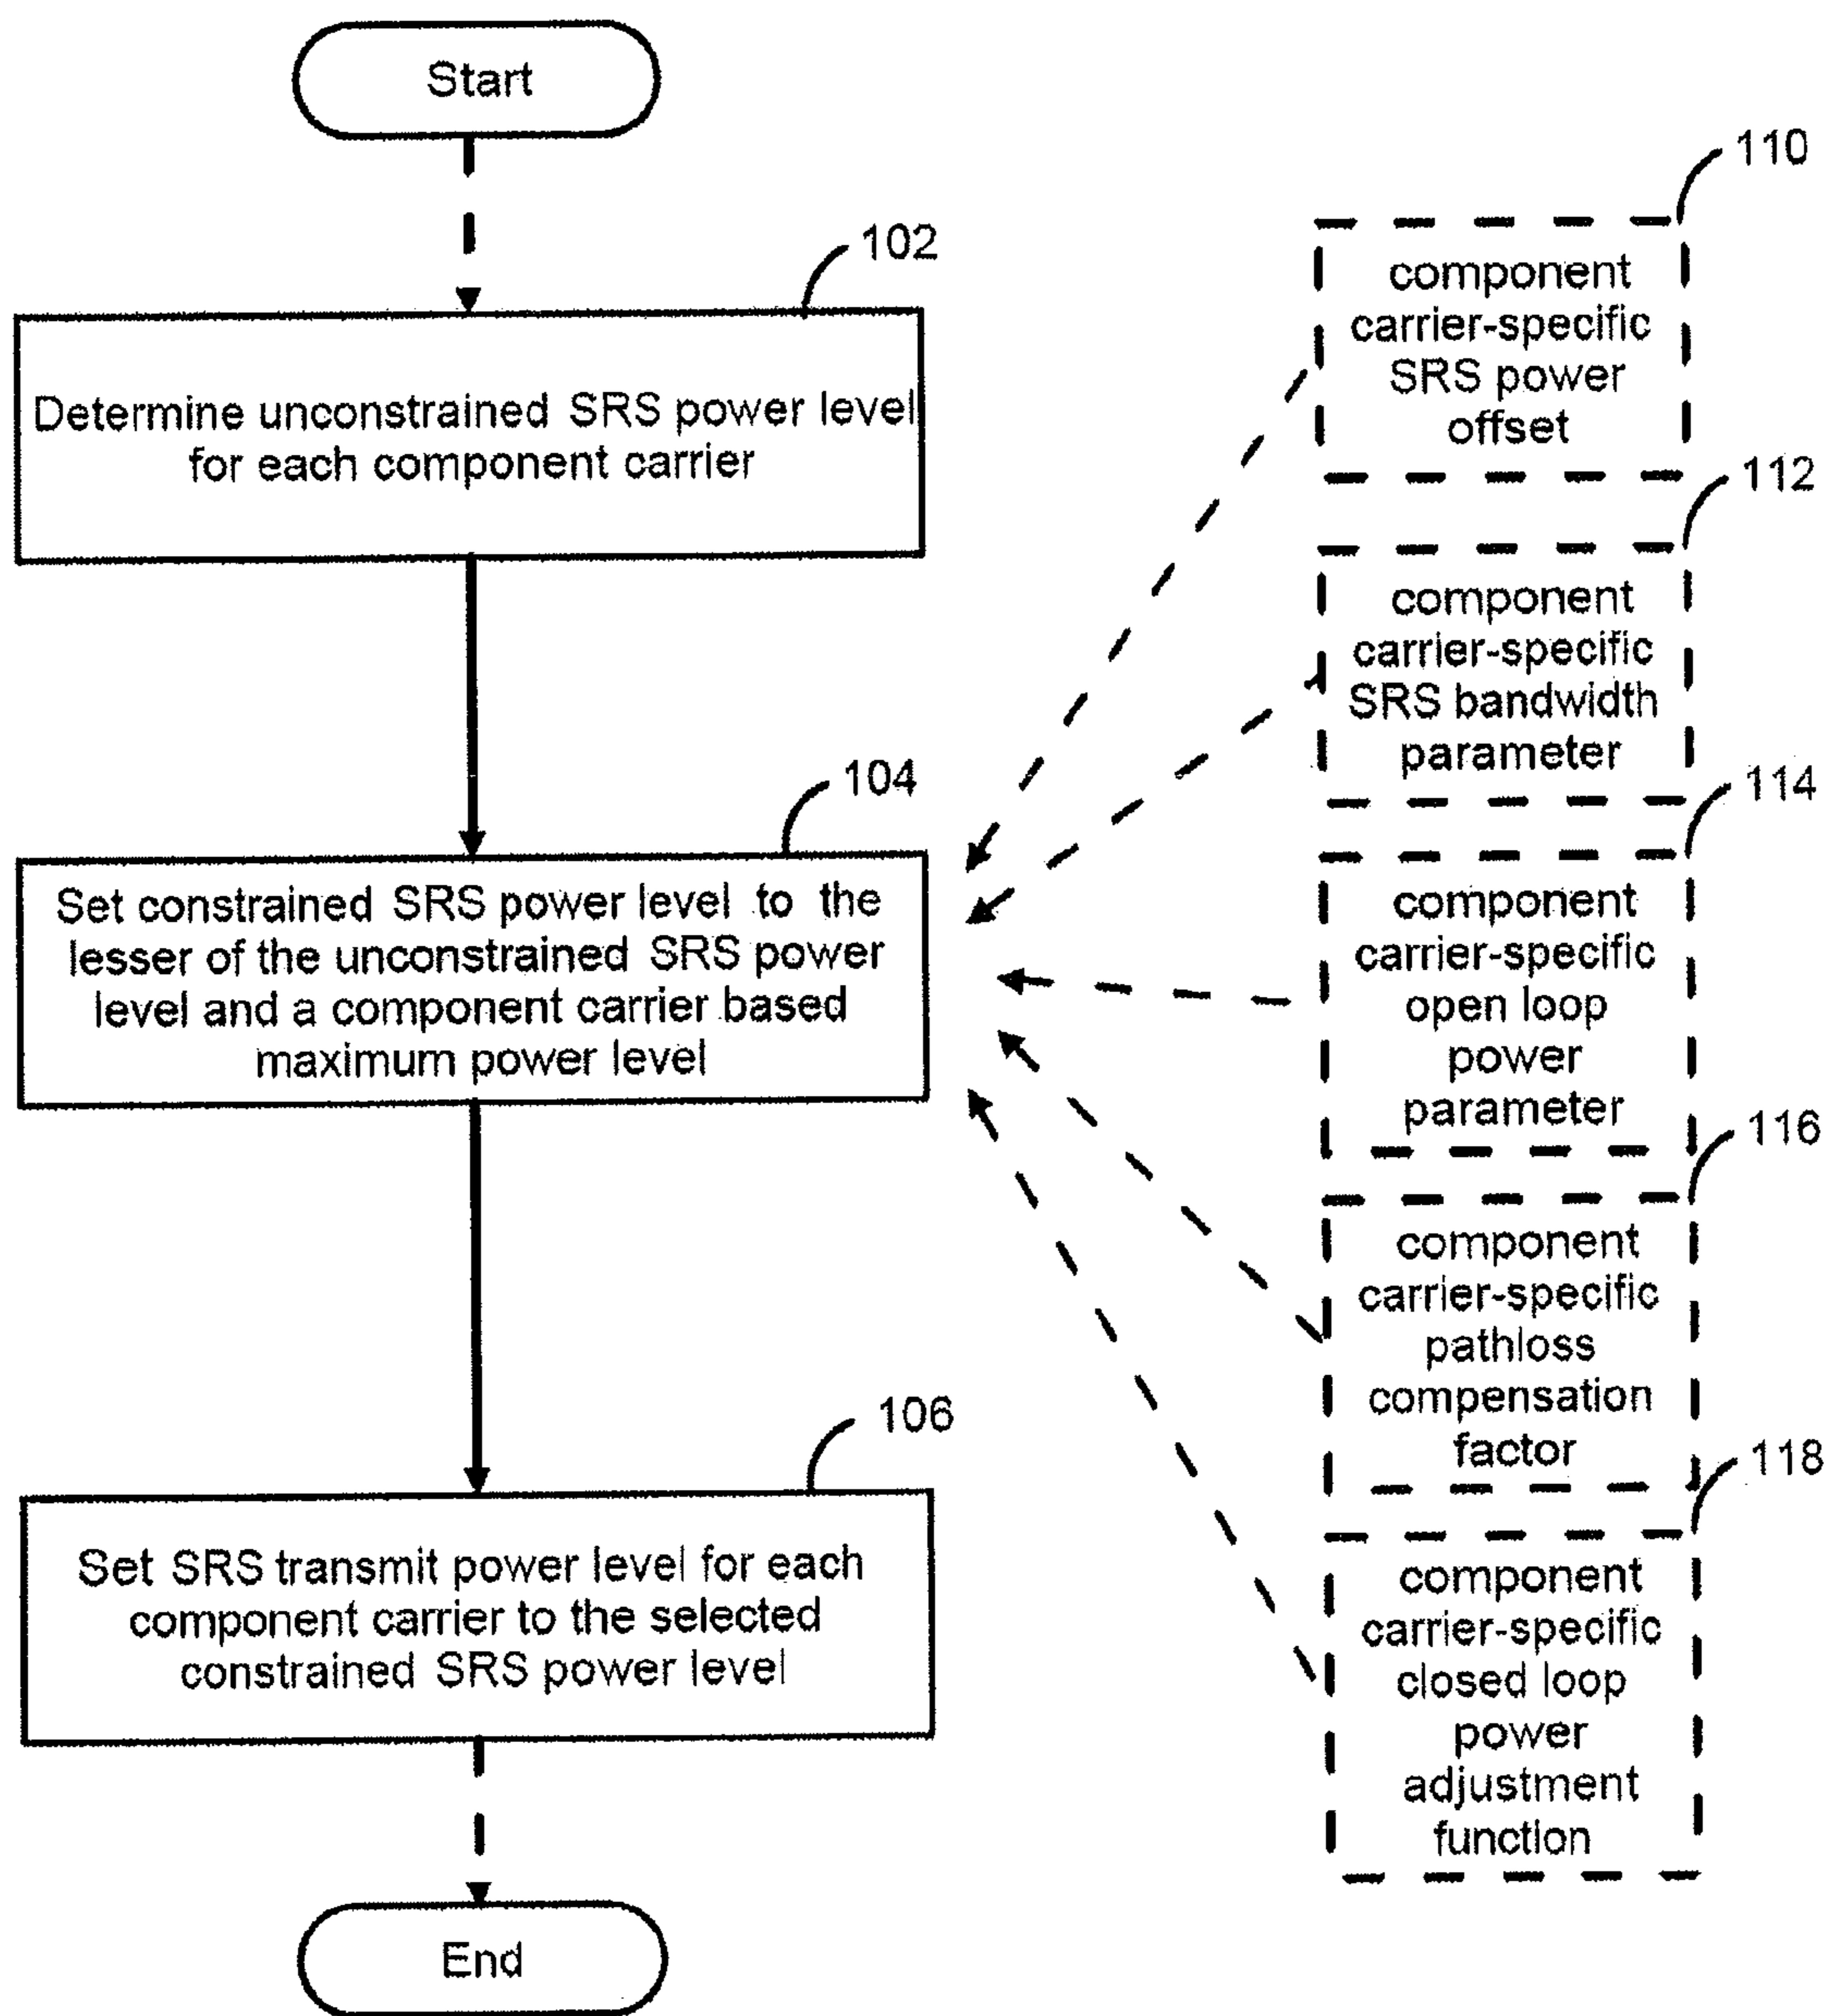 Start
102
Determine unconstrained SRS power level
for each component carrier
104
Set constrained SRS power level to the
lesser of the unconstrained SRS power
level and a component carrier based
maximum power level
106
Set SRS transmit power level for each
component carrier to the selected
constrained SRS power level
End
110
component
carrier-specific
SRS power
offset
112
component
carrier-specific
SRS bandwidth
parameter
114
component
carrier-specific
open loop
power
parameter
116
component
carrier-specific
pathloss
compensation
factor
118
component
carrier-specific
closed loop
power
adjustment
function